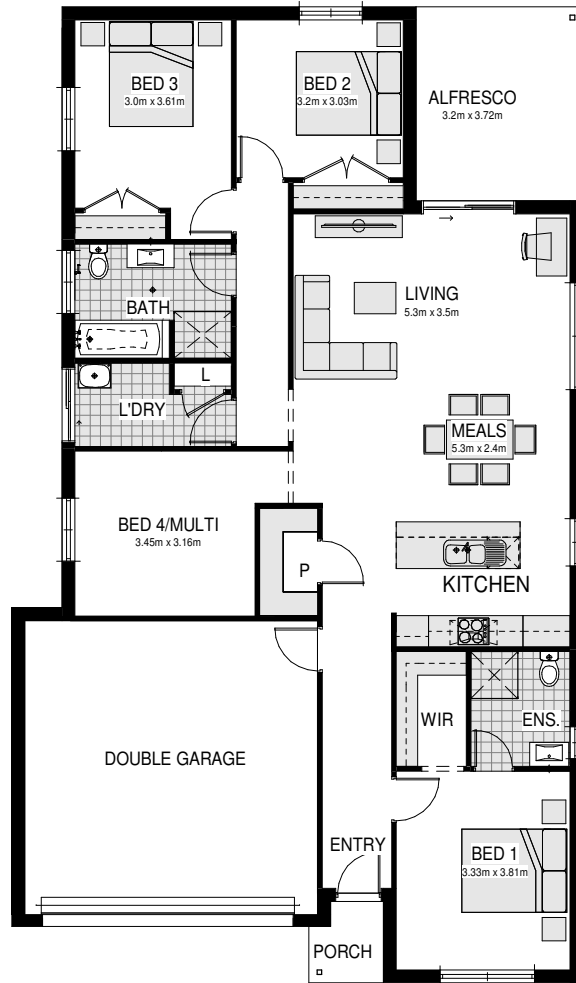 BED 3
3.0m x 3.61m
BED 2
3.2m x 3.03m
ALFRESCO
3.2m x 3.72m
LIVING
5.3m x 3.5m
BATH
L
L'DRY
MEALS
5.3m x 2.4m
BED 4/MULTI
3.45m x 3.16m
P
KITCHEN
WIR
ENS.
DOUBLE GARAGE
ENTRY
BED 1
3.33m x 3.81m
PORCH